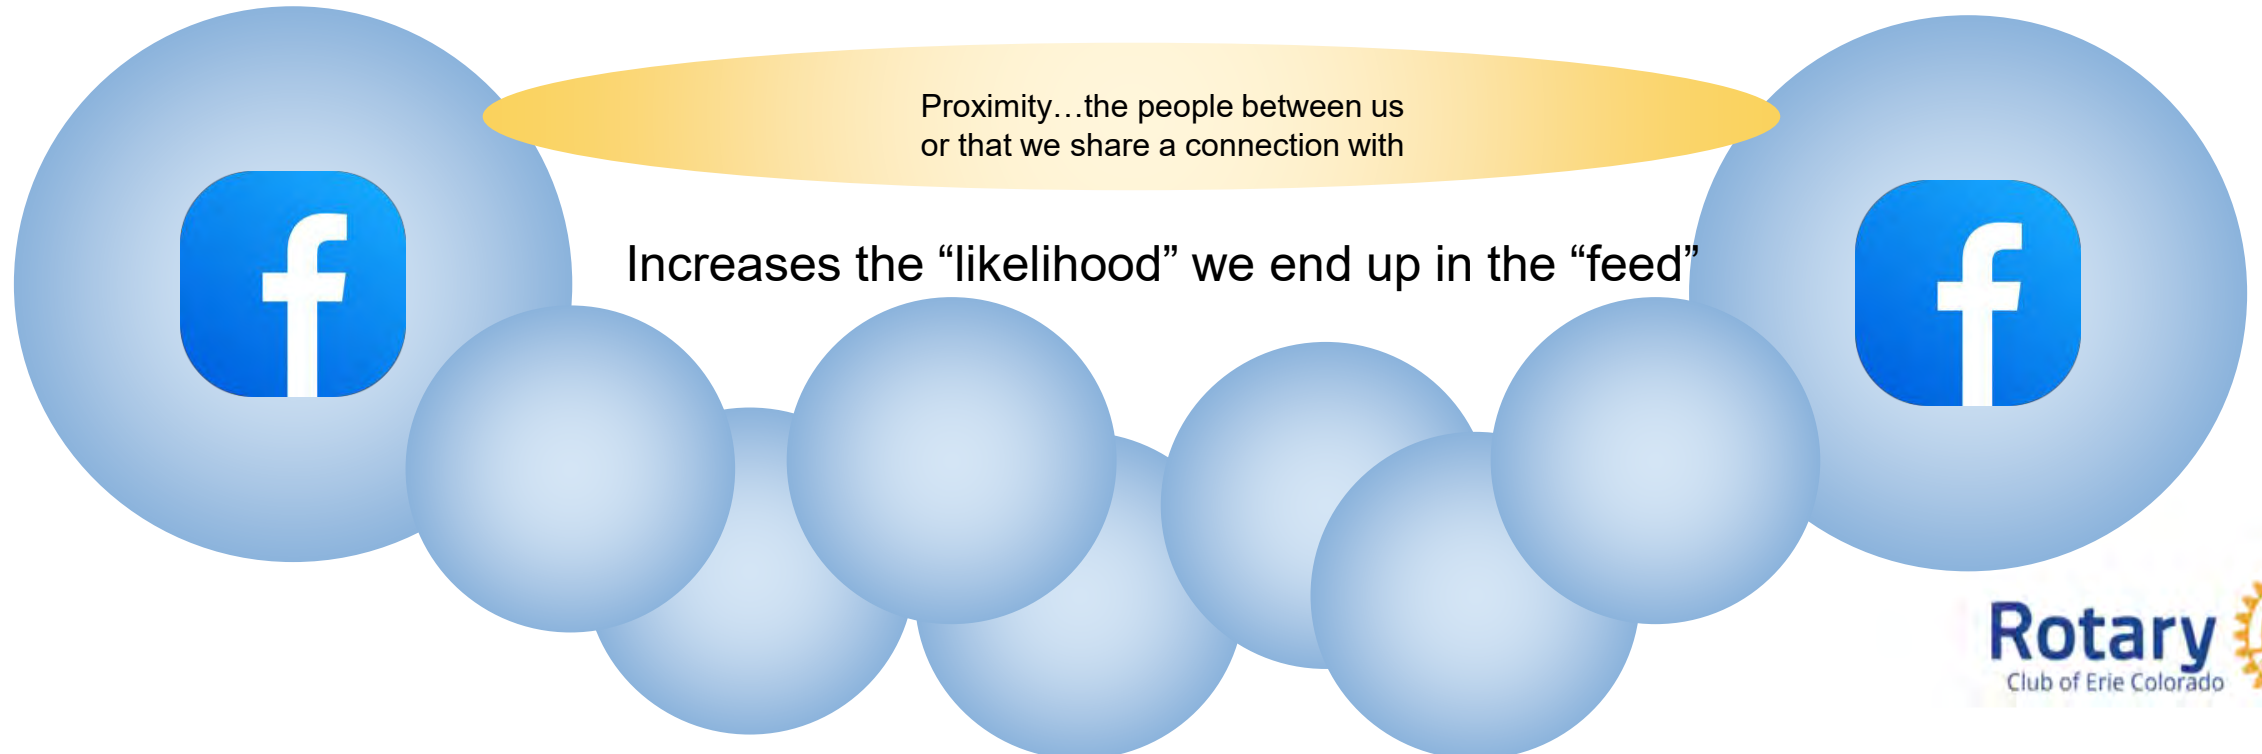 Proximity…the people between us
or that we share a connection with
Increases the “likelihood” we end up in the “feed”
Rotary
Club of Erie Colorado